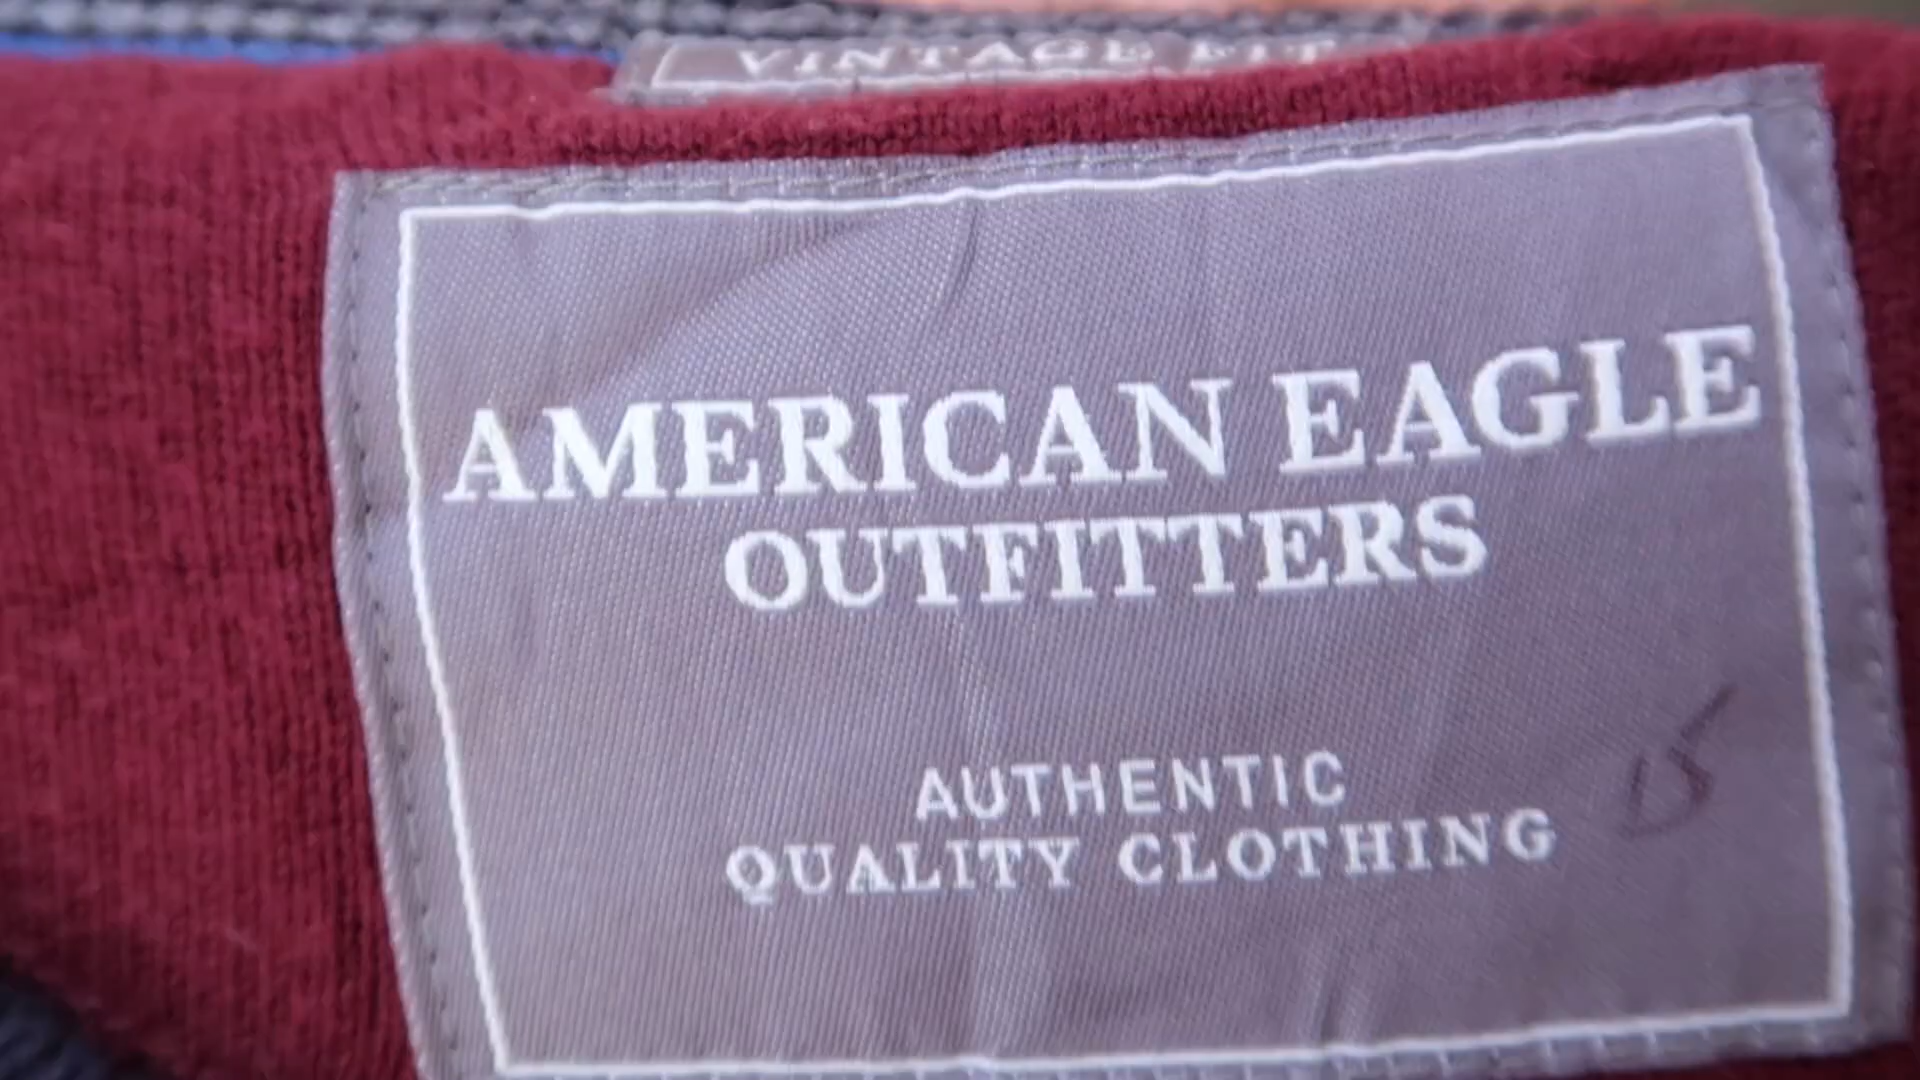 VINTAGE FIT
AMERICAN EAGLE
OUTFITTERS
AUTHENTIC
QUALITY CLOTHING